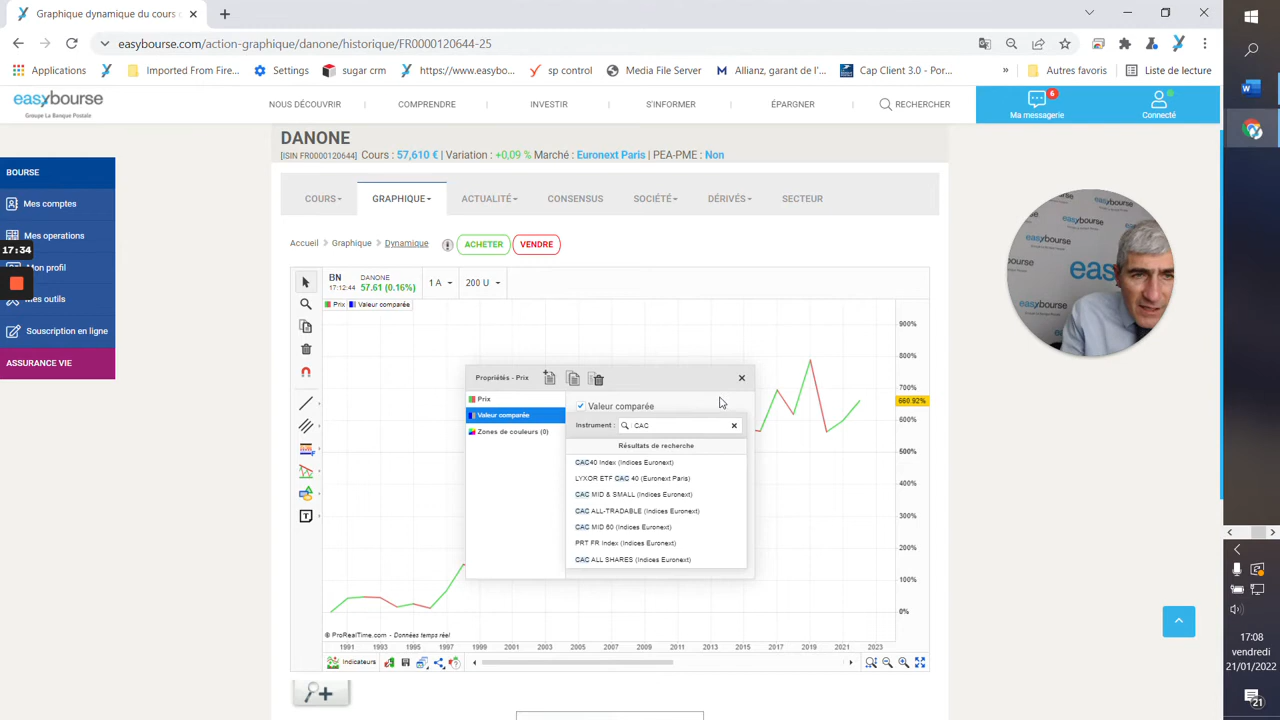 Graphique dynamique du cours d
easybourse.com/action-graphique/danone/historique/FR0000120644-25
Applications
Imported From Fire...
Settings
sugar crm
https://www.easybo...
sp control
Media File Server
Allianz, garant de l'...
Cap Client 3.0 - Por...
»
Autres favoris
Liste de lecture
easybourse
Groupe La Banque Postale
NOUS DÉCOUVRIR
COMPRENDRE
INVESTIR
S'INFORMER
ÉPARGNER
RECHERCHER
6
Ma messagerie
Connecté
DANONE
[ISIN FR0000120644] Cours : 57,610 € | Variation : +0,09 % Marché : Euronext Paris | PEA-PME : Non
BOURSE
Mes comptes
Mes operations
17:34
Mon profil
Mes outils
Souscription en ligne
ASSURANCE VIE
COURS
GRAPHIQUE
ACTUALITÉ
CONSENSUS
SOCIÉTÉ
DÉRIVÉS
SECTEUR
Accueil
Graphique
Dynamique
ACHETER
VENDRE
BN
DANONE
17:12:44
57.61 (0.16%)
1 A
200 U
Prix
Valeur comparée
900%
800%
700%
660.92%
600%
500%
400%
300%
200%
100%
0%
Propriétés - Prix
Prix
Valeur comparée
Zones de couleurs (0)
Valeur comparée
Instrument :
CAC
Résultats de recherche
CAC40 Index (Indices Euronext)
LYXOR ETF CAC 40 (Euronext Paris)
CAC MID & SMALL (Indices Euronext)
CAC ALL-TRADABLE (Indices Euronext)
CAC MID 60 (Indices Euronext)
PRT FR Index (Indices Euronext)
CAC ALL SHARES (Indices Euronext)
© ProRealTime.com - Données temps réel
1991
1993
1995
1997
1999
2001
2003
2005
2007
2009
2011
2013
2015
2017
2019
2021
2023
Indicateurs
17:08
vendredi
21/01/2022
21